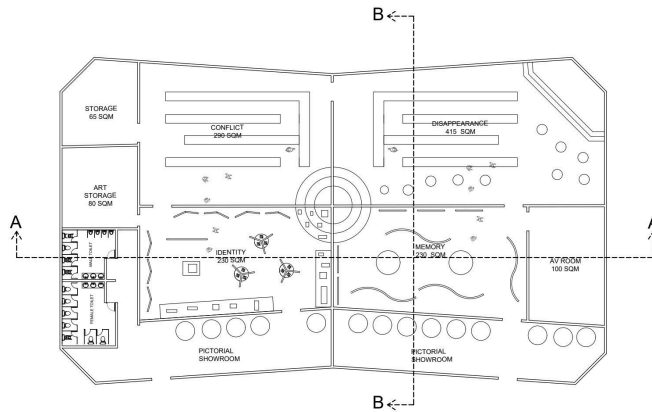 B
STORAGE
65 SQM
CONFLICT
290 SQM
DISAPPEARANCE
415 SQM
ART
STORAGE
80 SQM
A
A
MALE TOILET
IDENTITY
230 SQM
MEMORY
230 SQM
AV ROOM
100 SQM
FEMALE TOILET
PICTORIAL
SHOWROOM
PICTORIAL
SHOWROOM
B